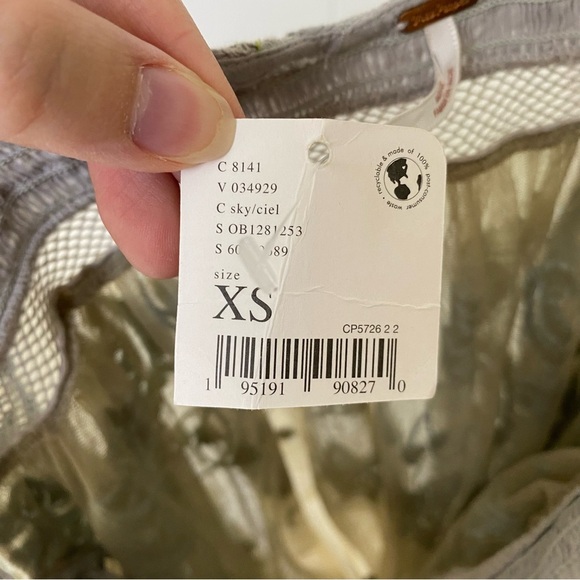 C 8141
V 034929
C sky/ciel
S OB1281253
S 60
size
XS
CP5726 2 2
1 95191 90827 0
recyclable & made of 100% post-consumer waste